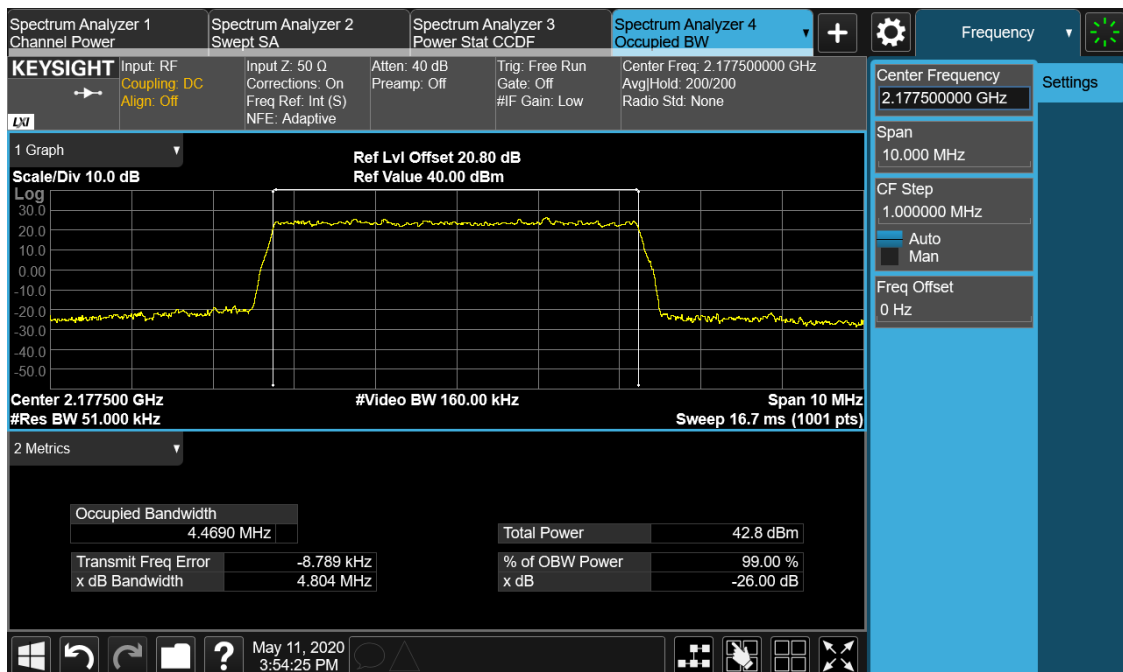 Spectrum Analyzer 1
Channel Power
Spectrum Analyzer 2
Swept SA
Spectrum Analyzer 3
Power Stat CCDF
Spectrum Analyzer 4
Occupied BW
Frequency
KEYSIGHT
LXI
Input: RF
Coupling: DC
Align: Off
Input Z: 50 Ω
Corrections: On
Freq Ref: Int (S)
NFE: Adaptive
Atten: 40 dB
Preamp: Off
Trig: Free Run
Gate: Off
#IF Gain: Low
Center Freq: 2.177500000 GHz
Avg|Hold: 200/200
Radio Std: None
Center Frequency
2.177500000 GHz
Settings
Span
10.000 MHz
CF Step
1.000000 MHz
Auto
Man
Freq Offset
0 Hz
1 Graph
Scale/Div 10.0 dB
Ref Lvl Offset 20.80 dB
Ref Value 40.00 dBm
Log
30.0
20.0
10.0
0.00
-10.0
-20.0
-30.0
-40.0
-50.0
Center 2.177500 GHz
#Res BW 51.000 kHz
#Video BW 160.00 kHz
Span 10 MHz
Sweep 16.7 ms (1001 pts)
2 Metrics
Occupied Bandwidth
4.4690 MHz
Total Power 42.8 dBm
Transmit Freq Error -8.789 kHz
% of OBW Power 99.00 %
x dB Bandwidth 4.804 MHz
x dB -26.00 dB
?
May 11, 2020
3:54:25 PM